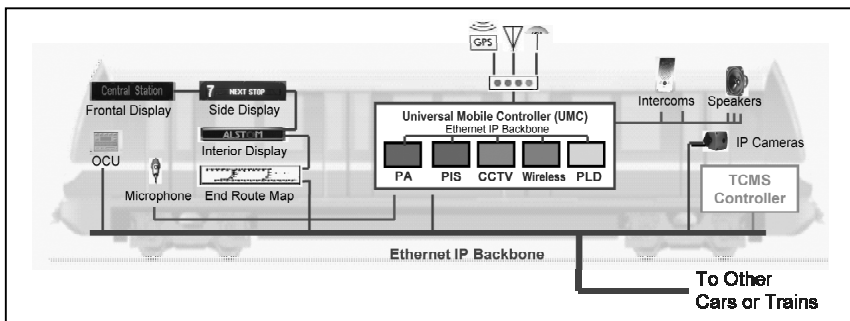 GPS
Central Station
Frontal Display
7 NEXT STOP
Side Display
ALSTOM
Interior Display
End Route Map
OCU
Microphone
Universal Mobile Controller (UMC)
Ethernet IP Backbone
PA PIS CCTV Wireless PLD
Intercoms Speakers
IP Cameras
TCMS
Controller
Ethernet IP Backbone
To Other
Cars or Trains